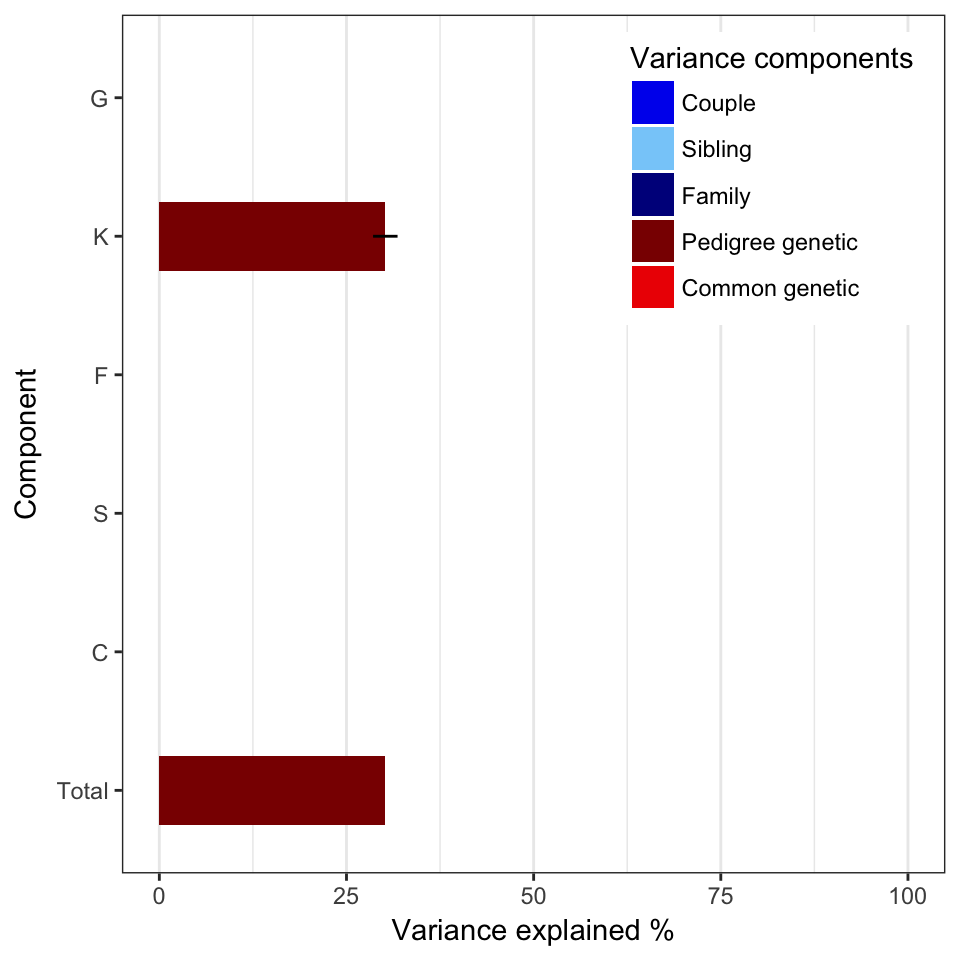 Variance components
Couple
Sibling
Family
Pedigree genetic
Common genetic
G
K
F
S
C
Total
Component
0 25 50 75 100
Variance explained %